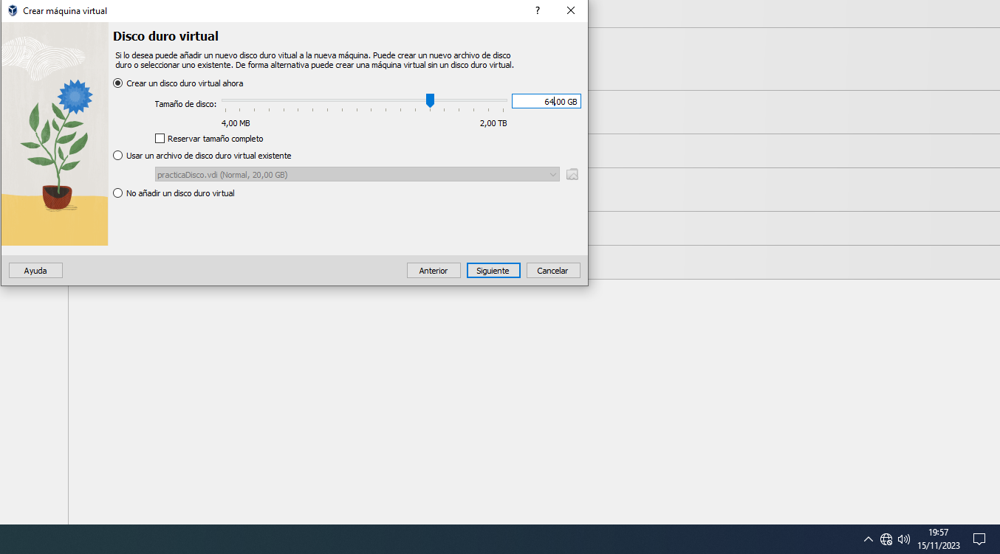 Crear máquina virtual
?
Disco duro virtual
Si lo desea puede añadir un nuevo disco duro vitual a la nueva máquina. Puede crear un nuevo archivo de disco
duro o seleccionar uno existente. De forma alternativa puede crear una máquina virtual sin un disco duro virtual.
Crear un disco duro virtual ahora
Tamaño de disco:
64,00 GB
4,00 MB
2,00 TB
Reservar tamaño completo
Usar un archivo de disco duro virtual existente
practicaDisco.vdi (Normal, 20,00 GB)
No añadir un disco duro virtual
Ayuda
Anterior
Siguiente
Cancelar
19:57
15/11/2023